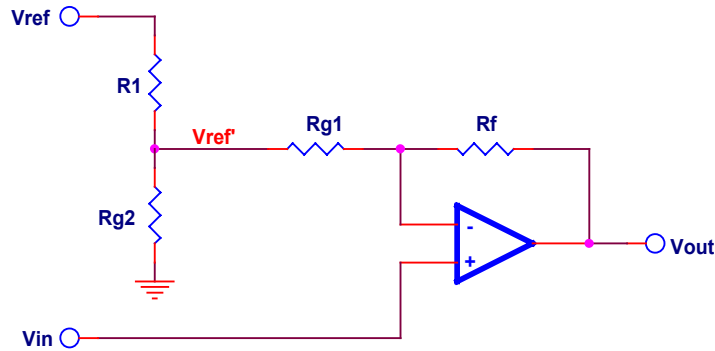 Vref
R1
Vref'
Rg1
Rf
Rg2
-
+
Vout
Vin